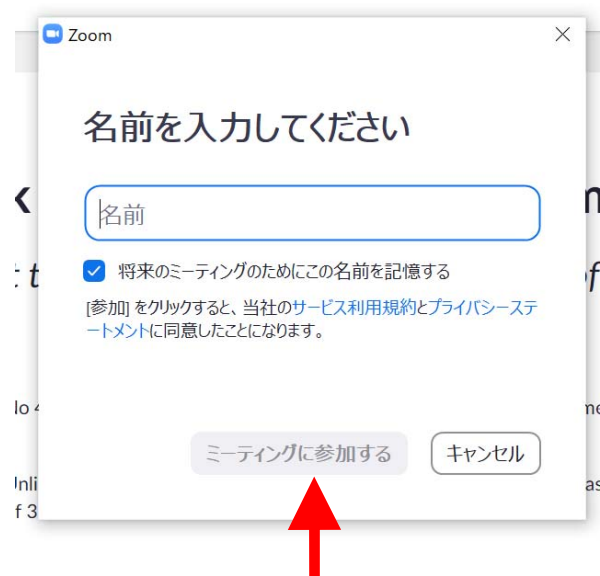 Zoom
名前を入力してください
名前
将来のミーティングのためにこの名前を記憶する
[参加] をクリックすると、当社のサービス利用規約とプライバシーステ
ートメントに同意したことになります。
ミーティングに参加する
キャンセル
f 3